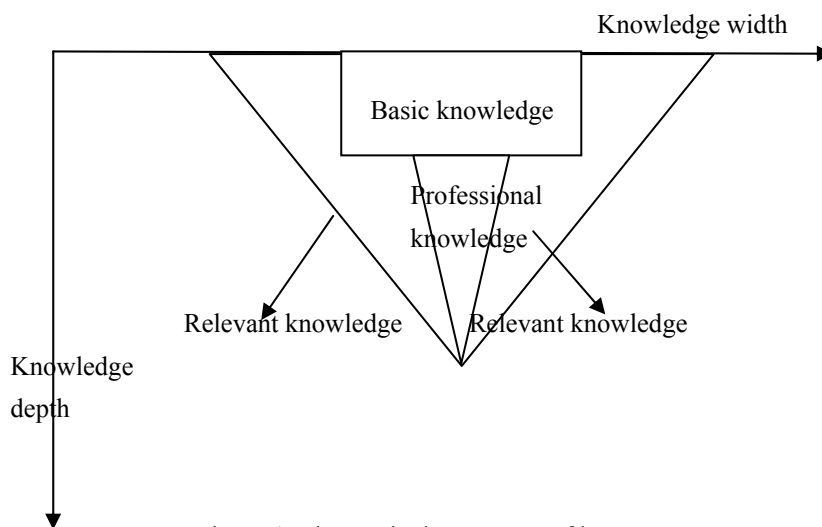 Knowledge width
Basic knowledge
Professional
knowledge
Relevant knowledge
Relevant knowledge
Knowledge
depth